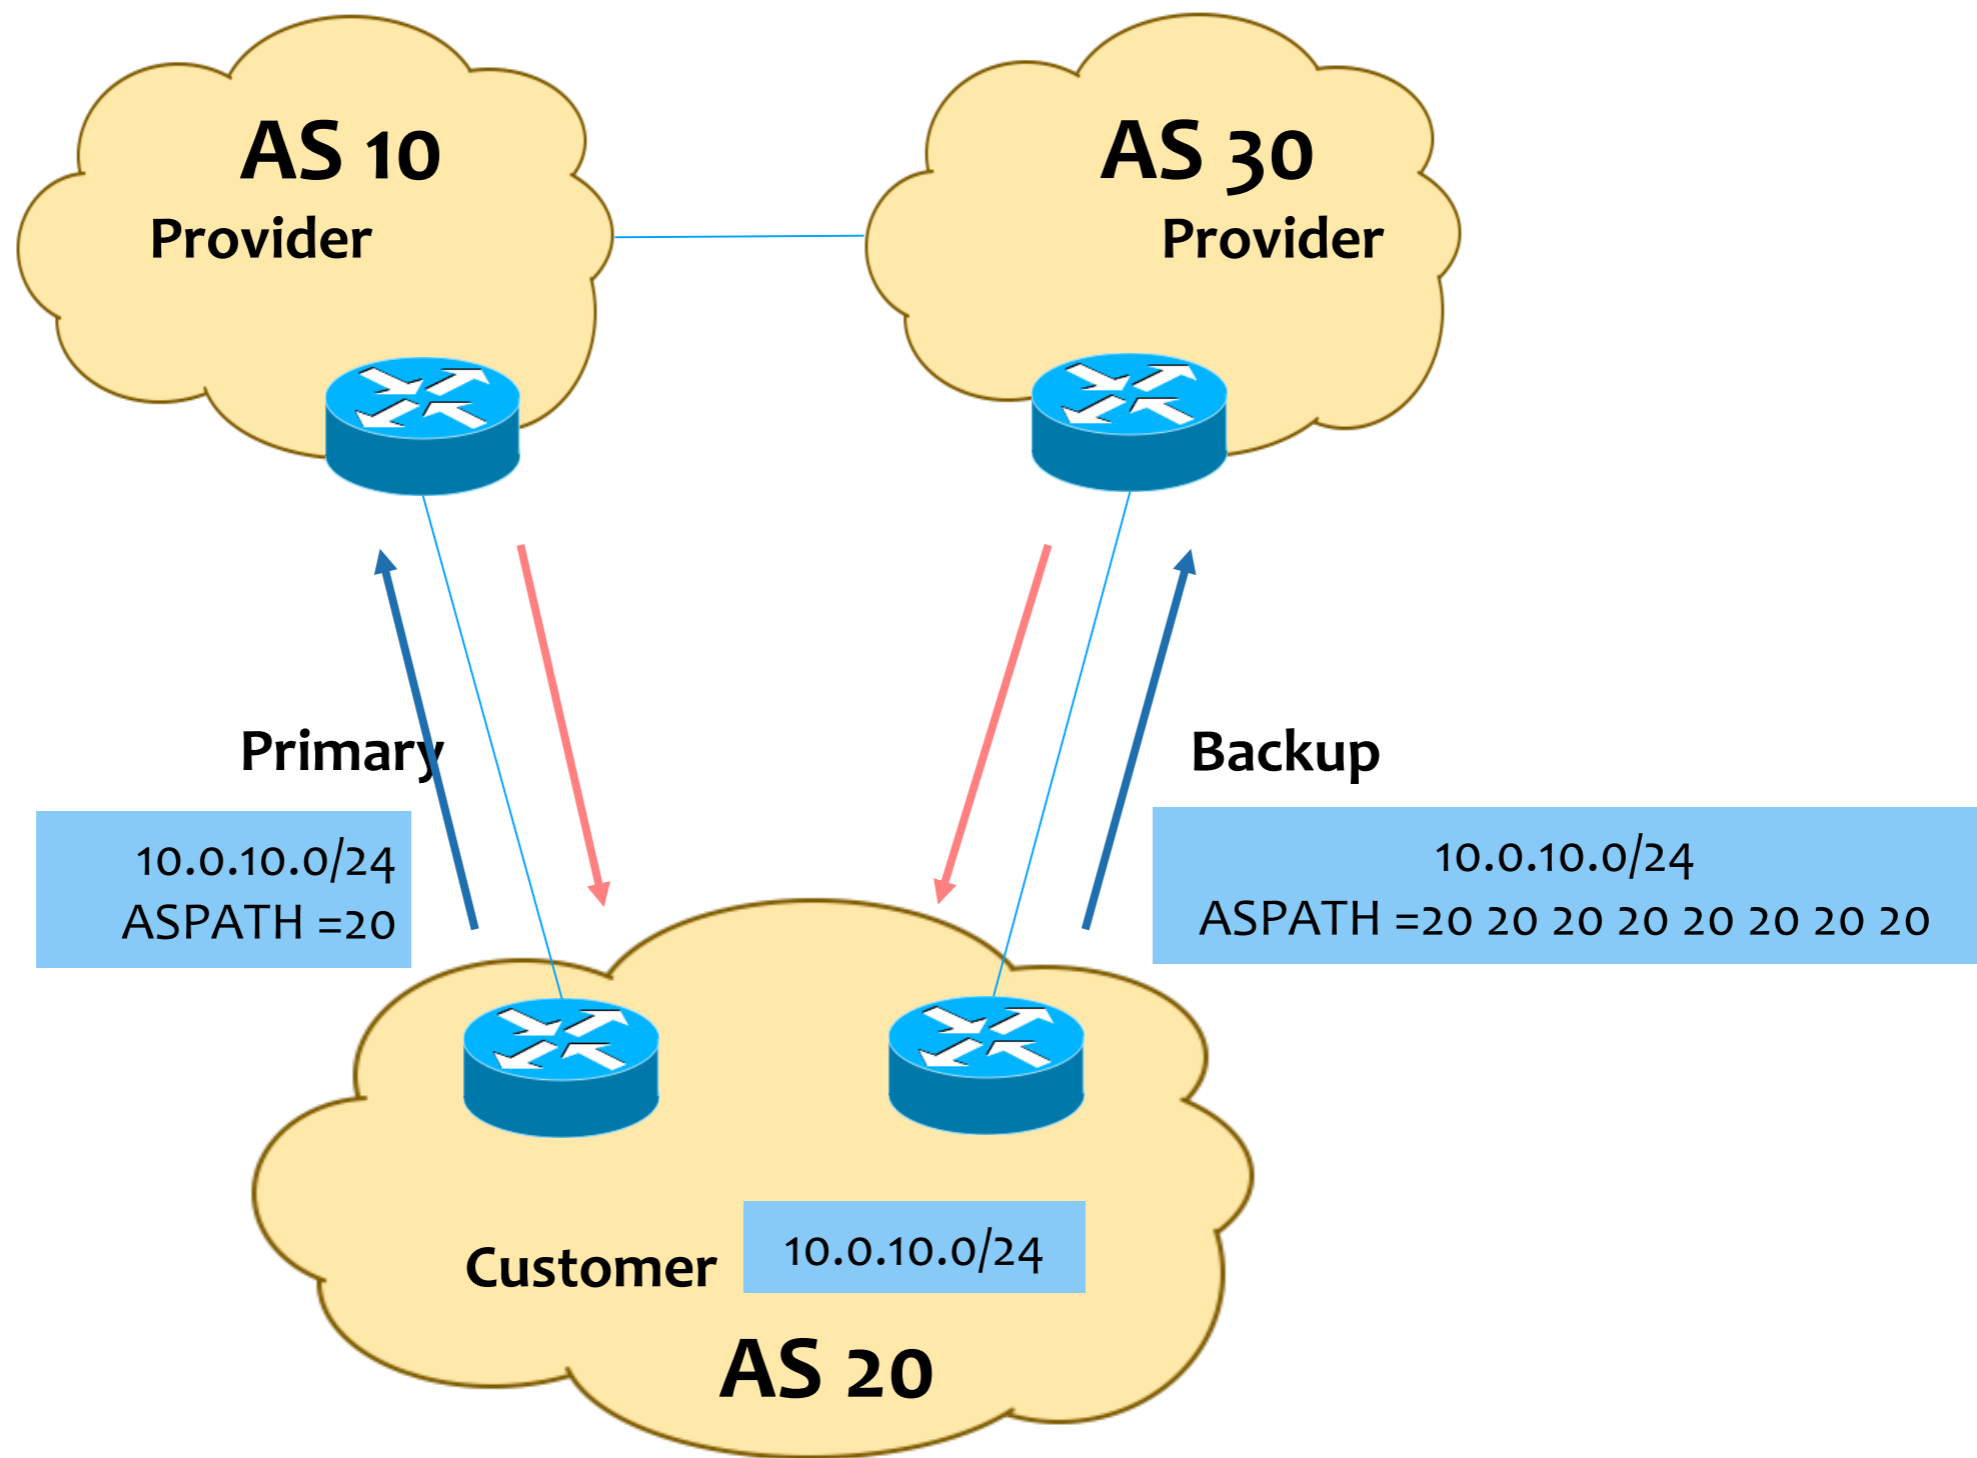 AS 10
Provider
AS 30
Provider
Primary
10.0.10.0/24
ASPATH =20
Backup
10.0.10.0/24
ASPATH =20 20 20 20 20 20 20 20
Customer
10.0.10.0/24
AS 20